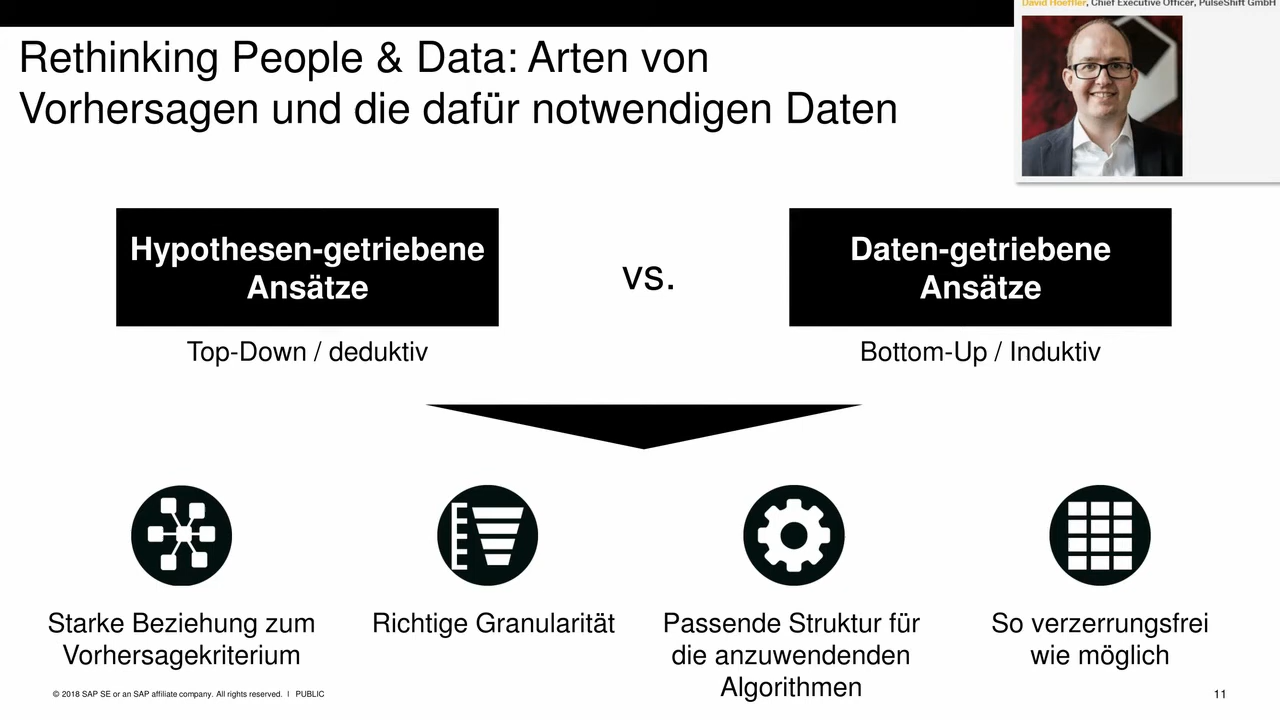 David Hoeffler, Chief Executive Officer, PulseShift GmbH
Rethinking People & Data: Arten von
Vorhersagen und die dafür notwendigen Daten
Hypothesen-getriebene
Ansätze
Top-Down / deduktiv
vs.
Daten-getriebene
Ansätze
Bottom-Up / Induktiv
Starke Beziehung zum
Vorhersagekriterium
Richtige Granularität
Passende Struktur für
die anzuwendenden
Algorithmen
So verzerrungsfrei
wie möglich
© 2018 SAP SE or an SAP affiliate company. All rights reserved. ǀ PUBLIC
11